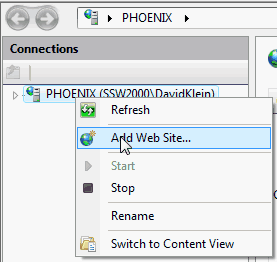 PHOENIX
Connections
PHOENIX (SSW2000\DavidKlein)
Refresh
Add Web Site...
Start
Stop
Rename
Switch to Content View